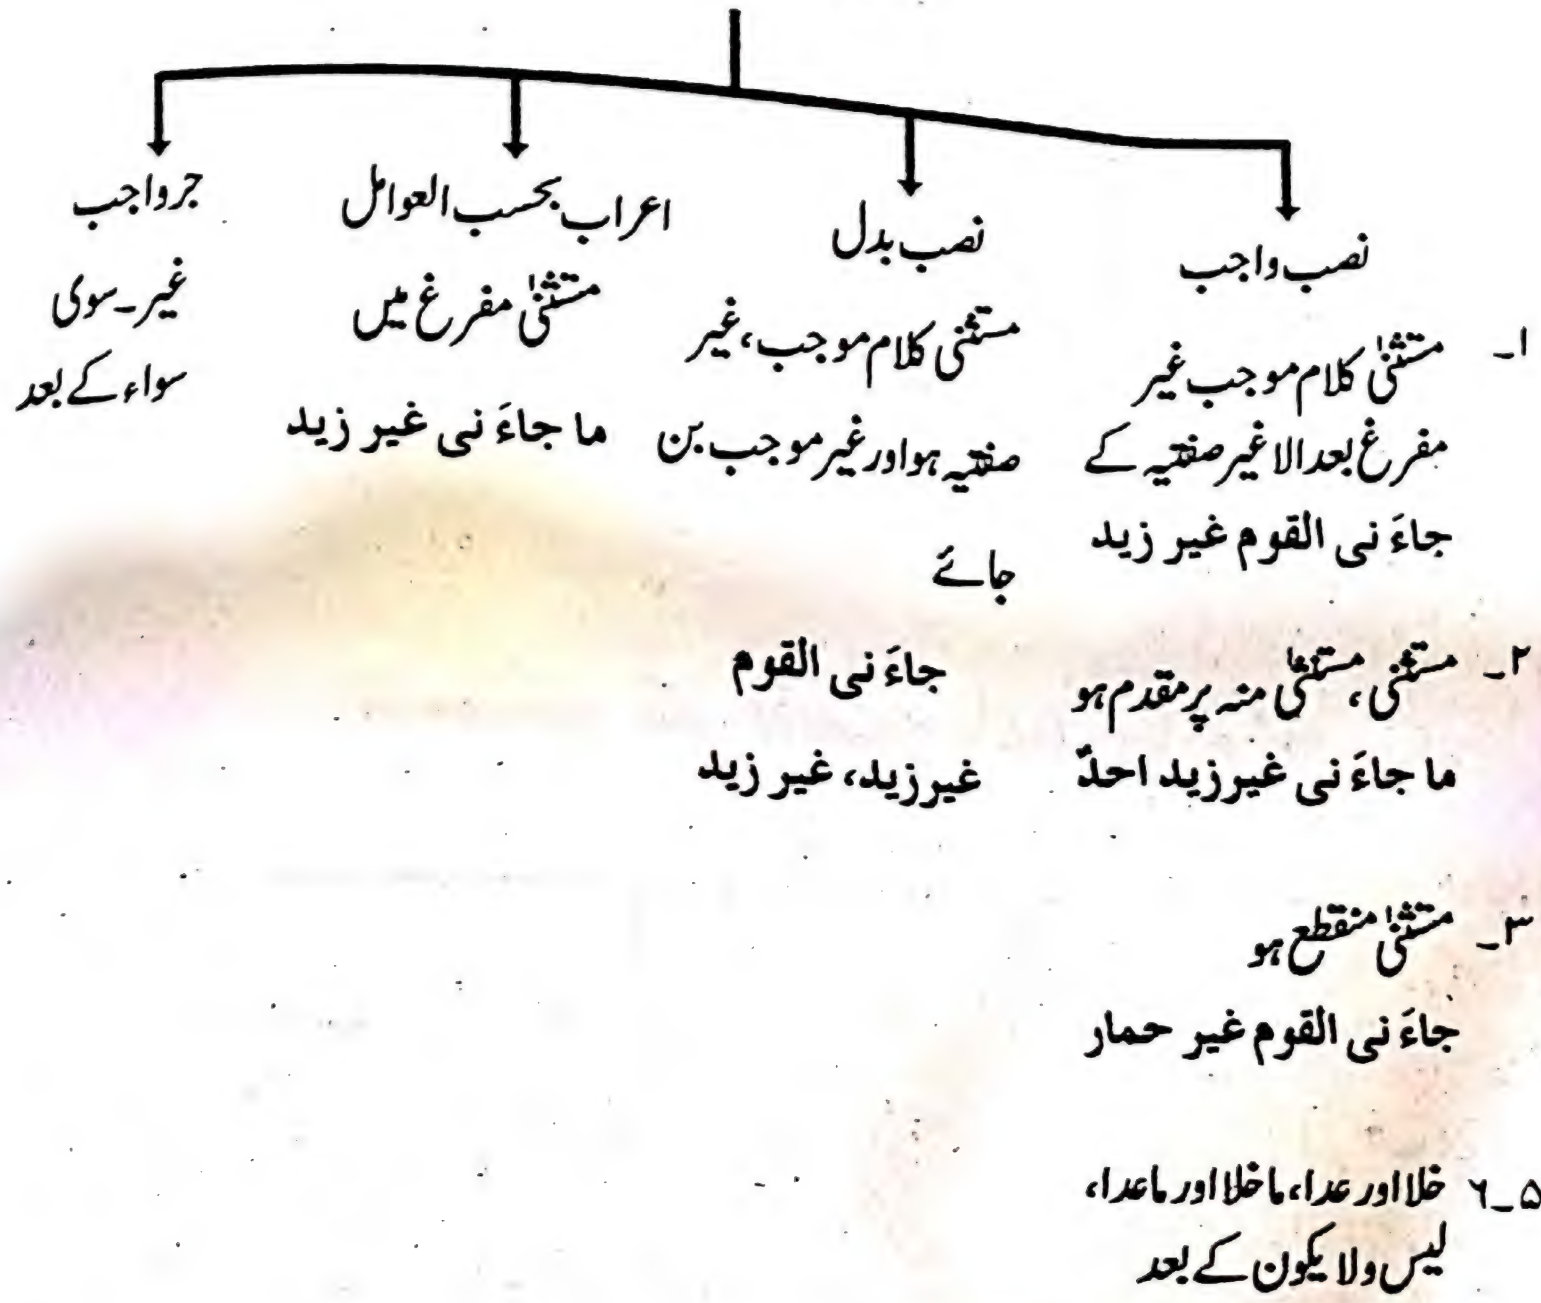 نصب واجب
۱۔ مستثنیٰ کلام موجب غیر
مفرغ بعد الا غیر صفتیہ کے
جاءَ نی القوم غیر زید
۲۔ مستثنی، مستثنیٰ منہ پر مقدم ہو
ما جاءَ نی غیر زید احدٌ
۳۔ مستثنیٰ منقطع ہو
جاءَ نی القوم غیر حمار
۵۔۶ خلا اور عدا، ما خلا اور ما عدا،
لیس ولا یکون کے بعد
نصب بدل
مستثنی کلام موجب، غیر
صفتیہ ہو اور غیر موجب بن
جائے
جاءَ نی القوم
غیر زید، غیر زید
اعراب بحسب العوامل
مستثنیٰ مفرغ میں
ما جاءَ نی غیر زید
جر واجب
غیر۔ سوی
سواء کے بعد